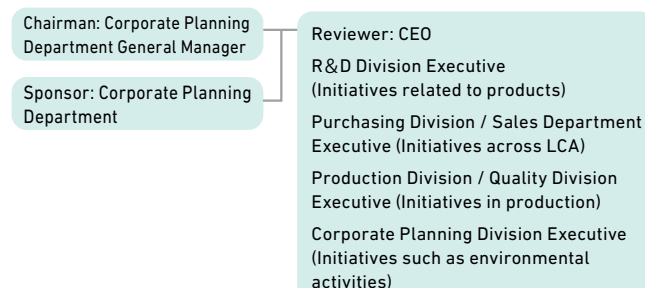 Chairman: Corporate Planning
Department General Manager
Sponsor: Corporate Planning
Department
Reviewer: CEO
R&D Division Executive
(Initiatives related to products)
Purchasing Division / Sales Department
Executive (Initiatives across LCA)
Production Division / Quality Division
Executive (Initiatives in production)
Corporate Planning Division Executive
(Initiatives such as environmental
activities)